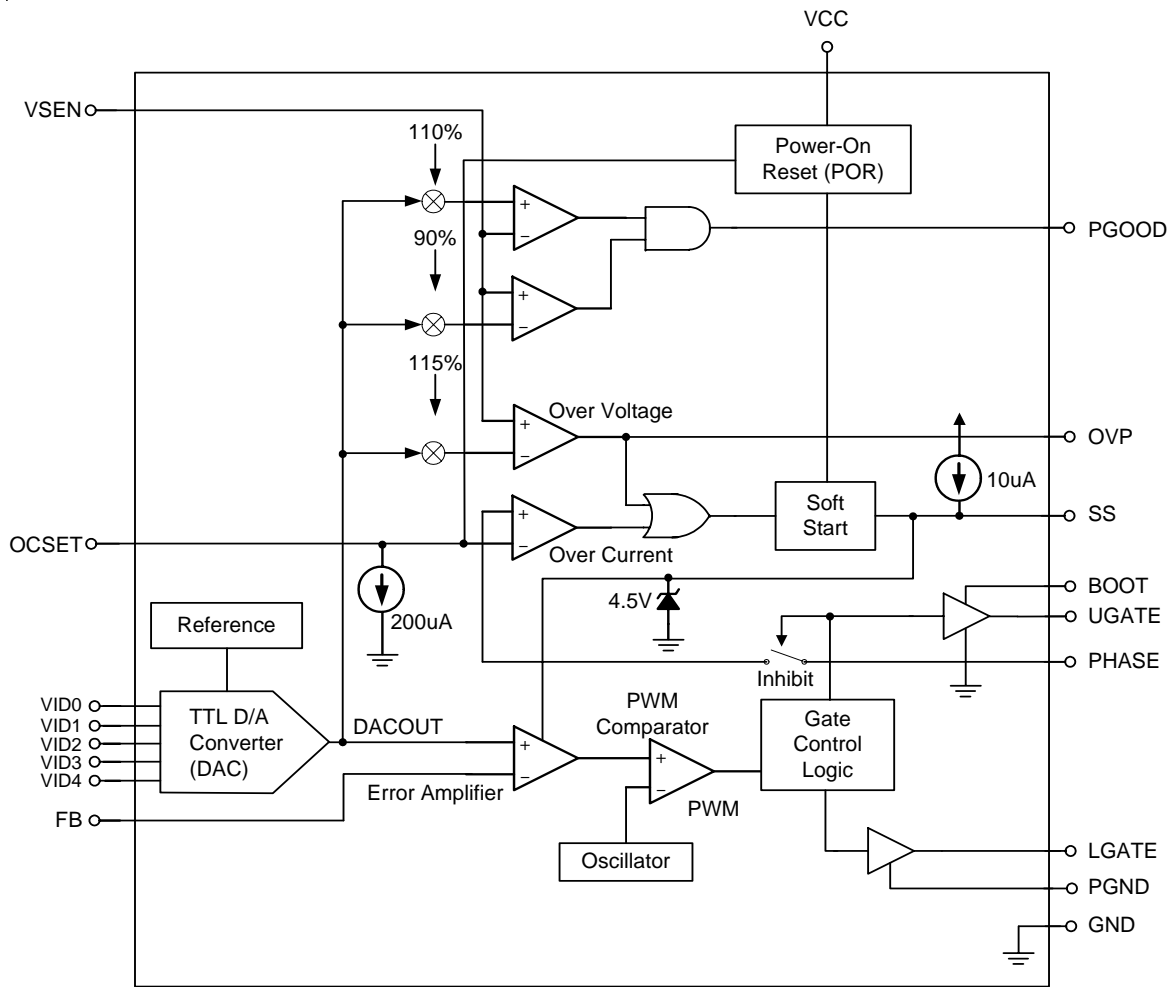 VCC
VSEN
110%
Power-On
Reset (POR)
+
−
PGOOD
90%
+
−
115%
Over Voltage
+
−
OVP
10uA
Soft
Start
SS
+
−
Over Current
OCSET
200uA
4.5V
BOOT
UGATE
Reference
PHASE
Inhibit
VID0
VID1
VID2
VID3
VID4
TTL D/A
Converter
(DAC)
DACOUT
+
−
Error Amplifier
PWM
Comparator
+
−
PWM
Gate
Control
Logic
FB
Oscillator
LGATE
PGND
GND